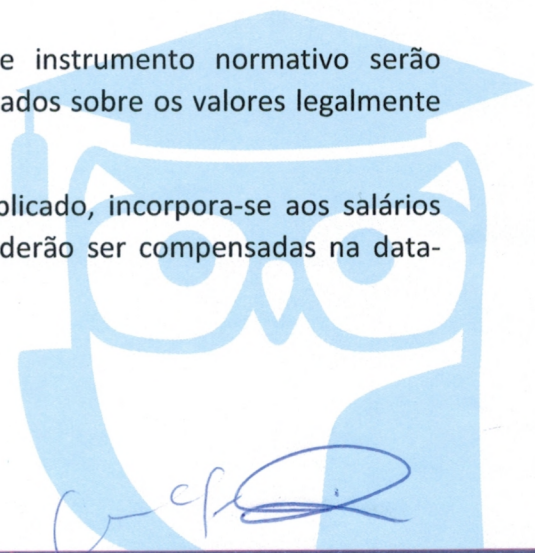 e instrumento normativo serão
ados sobre os valores legalmente
plicado, incorpora-se aos salários
derão ser compensadas na data-